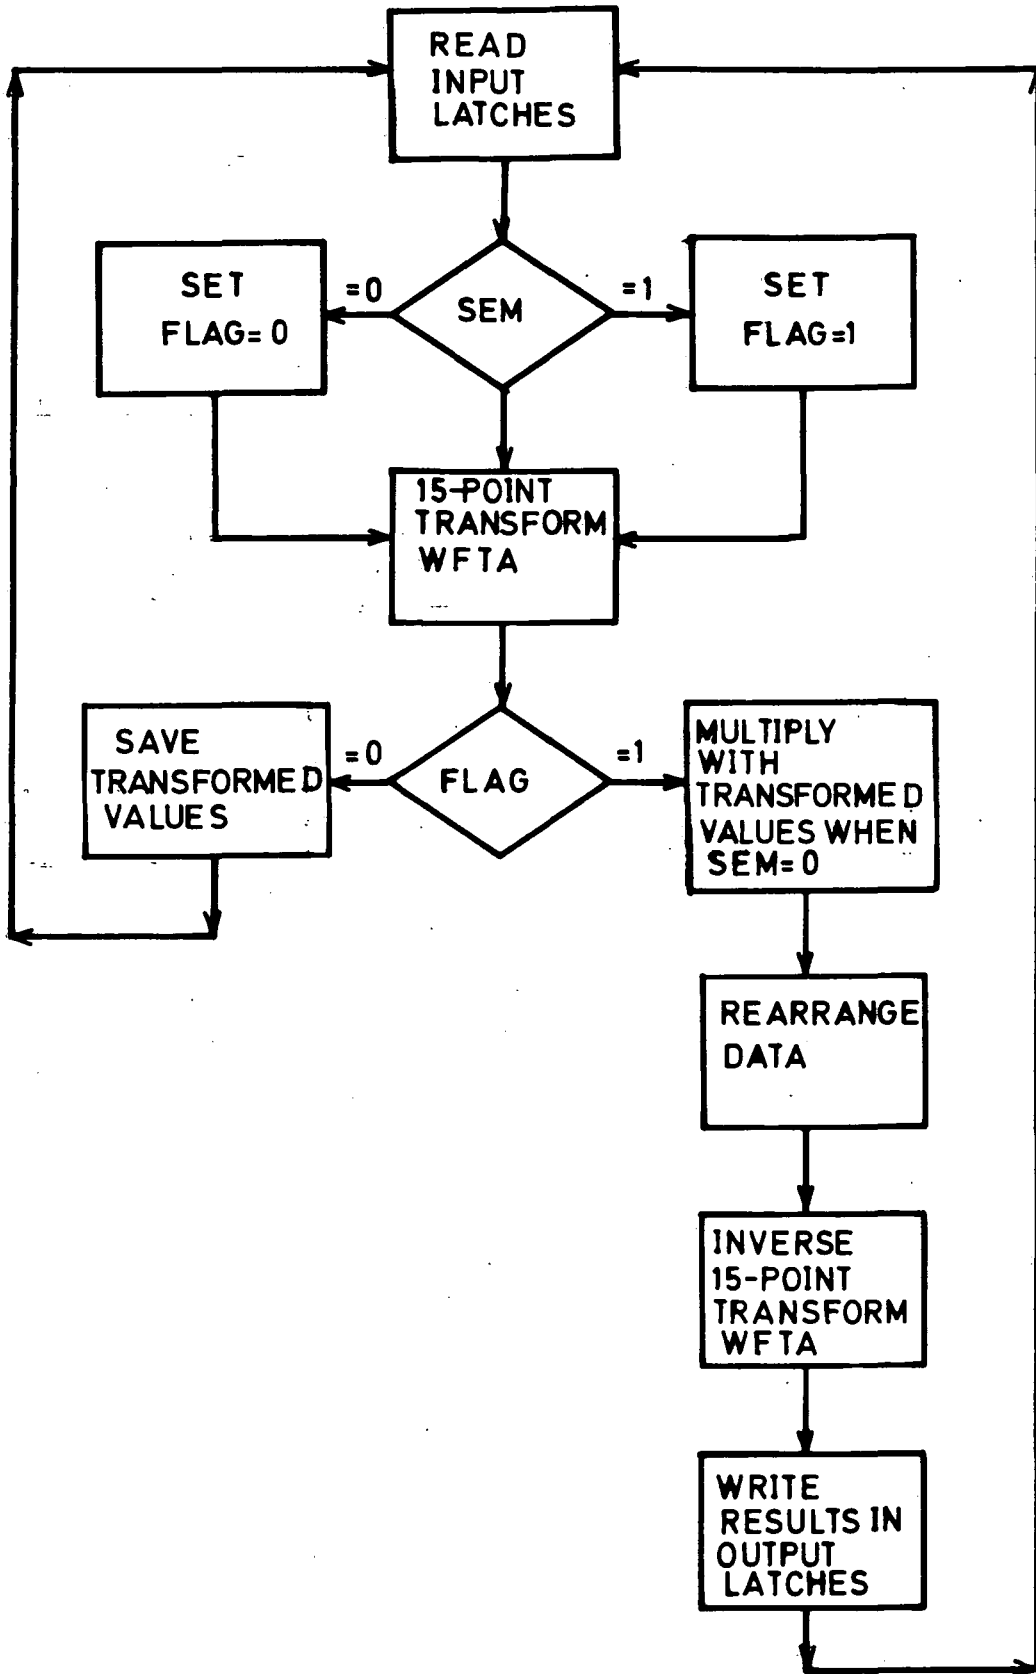 READ
INPUT
LATCHES
SET
FLAG=0
=0
SEM
=1
SET
FLAG=1
15-POINT
TRANSFORM
WFTA
SAVE
TRANSFORMED
VALUES
=0
FLAG
=1
MULTIPLY
WITH
TRANSFORMED
VALUES WHEN
SEM=0
REARRANGE
DATA
INVERSE
15-POINT
TRANSFORM
WFTA
WRITE
RESULTS IN
OUTPUT
LATCHES